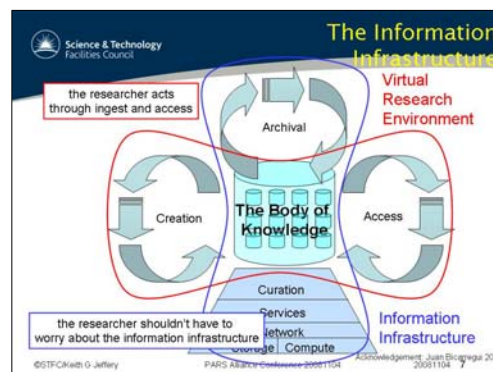 Science & Technology
Facilities Council
The Information
Infrastructure
the researcher acts
through ingest and access
Virtual
Research
Environment
Archival
Creation
The Body of
Knowledge
Access
Curation
Services
Network
Storage Compute
the researcher shouldn't have to
worry about the information infrastructure
Information
Infrastructure
Acknowledgement: Juan Bicarregui 20
©STFC/Keith G Jeffery
PARS Alliance Conference 20081104
20081104 7